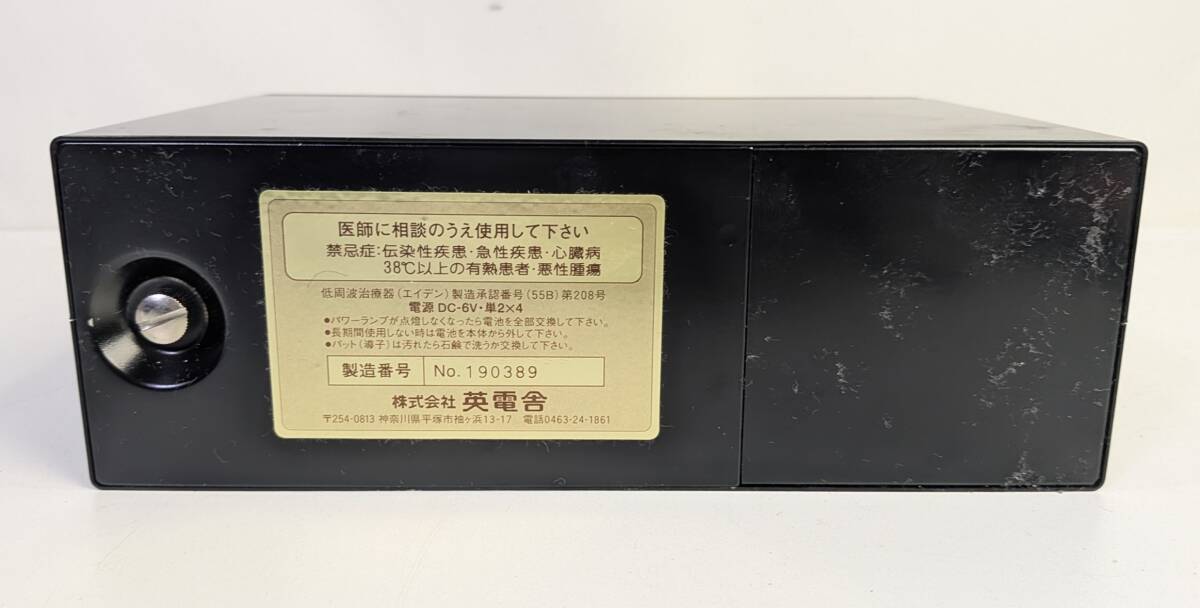 医師に相談のうえ使用して下さい
禁忌症:伝染性疾患・急性疾患・心臓病
38℃以上の有熱患者・悪性腫瘍
低周波治療器(エイデン)製造承認番号(55B)第208号
電源 DC-6V・単2×4
●パワーランプが点燈しなくなったら電池を全部交換して下さい。
●長期間使用しない時は電池を本体から外して下さい。
●パット(導子)は汚れたら石鹸で洗うか交換して下さい。
製造番号 No.190389
株式会社 英電舎
〒254-0813 神奈川県平塚市袖ヶ浜13-17 電話0463-24-1861